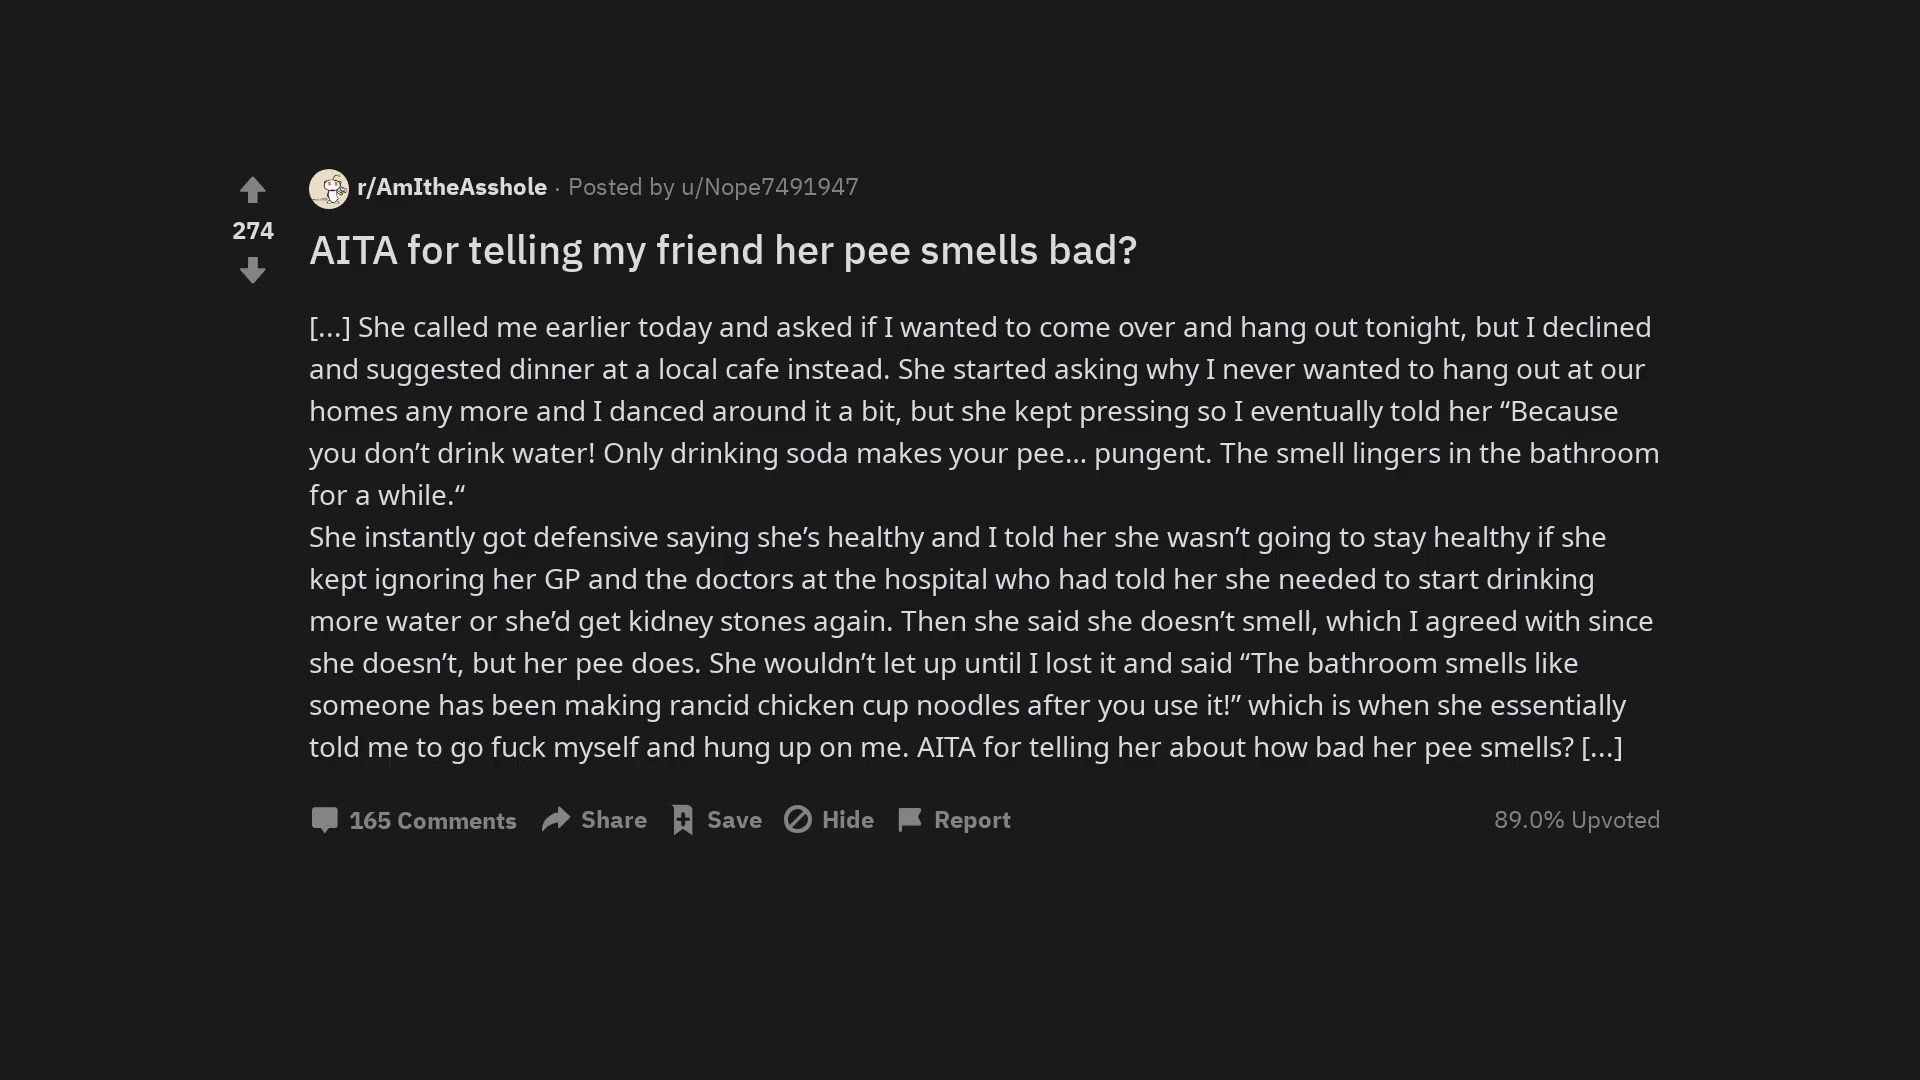 r/AmItheAsshole · Posted by u/Nope7491947
274
AITA for telling my friend her pee smells bad?
[...] She called me earlier today and asked if I wanted to come over and hang out tonight, but I declined
and suggested dinner at a local cafe instead. She started asking why I never wanted to hang out at our
homes any more and I danced around it a bit, but she kept pressing so I eventually told her “Because
you don’t drink water! Only drinking soda makes your pee... pungent. The smell lingers in the bathroom
for a while.“
She instantly got defensive saying she’s healthy and I told her she wasn’t going to stay healthy if she
kept ignoring her GP and the doctors at the hospital who had told her she needed to start drinking
more water or she’d get kidney stones again. Then she said she doesn’t smell, which I agreed with since
she doesn’t, but her pee does. She wouldn’t let up until I lost it and said “The bathroom smells like
someone has been making rancid chicken cup noodles after you use it!” which is when she essentially
told me to go fuck myself and hung up on me. AITA for telling her about how bad her pee smells? [...]
165 Comments Share Save Hide Report 89.0% Upvoted